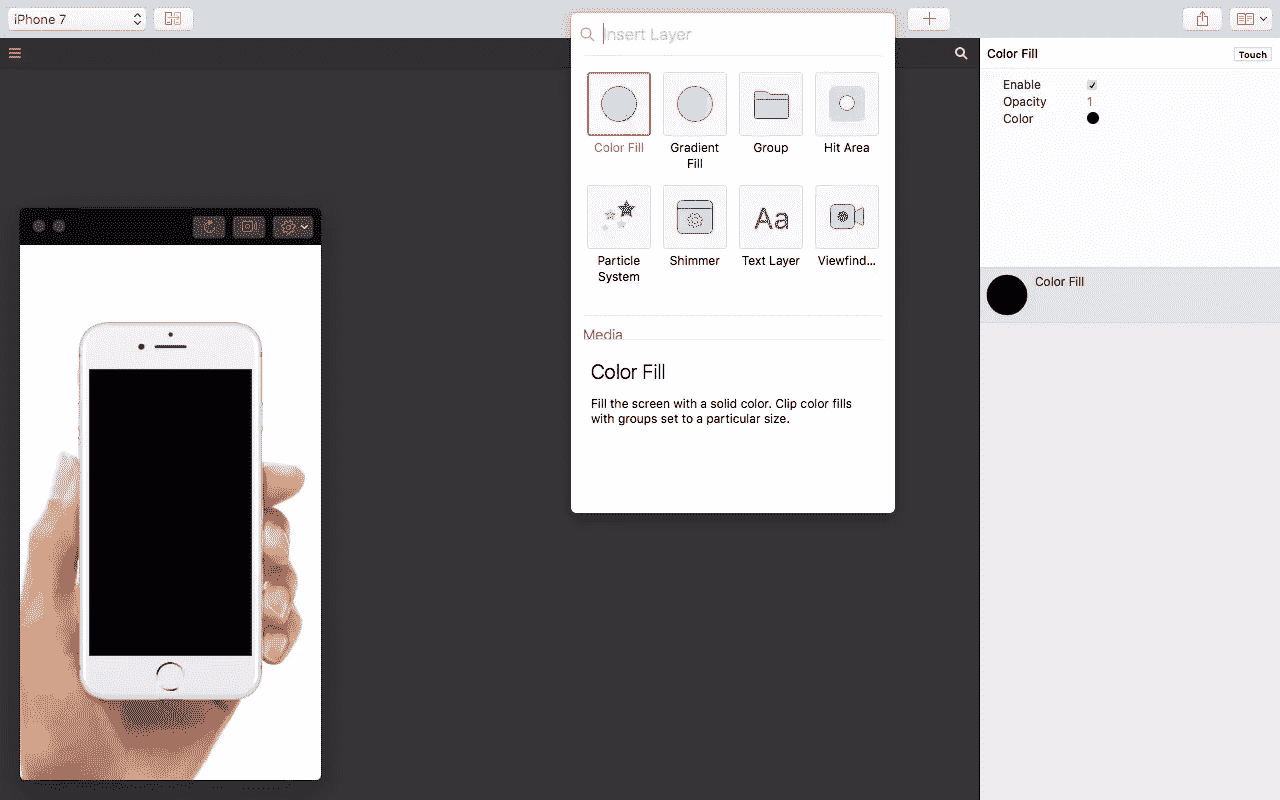 iPhone 7
Insert Layer
Color Fill
Touch
Enable
Opacity 1
Color
Color Fill
Gradient
Fill
Group
Hit Area
Particle
System
Shimmer
Aa
Text Layer
Viewfind...
Media
Color Fill
Fill the screen with a solid color. Clip color fills
with groups set to a particular size.
Color Fill